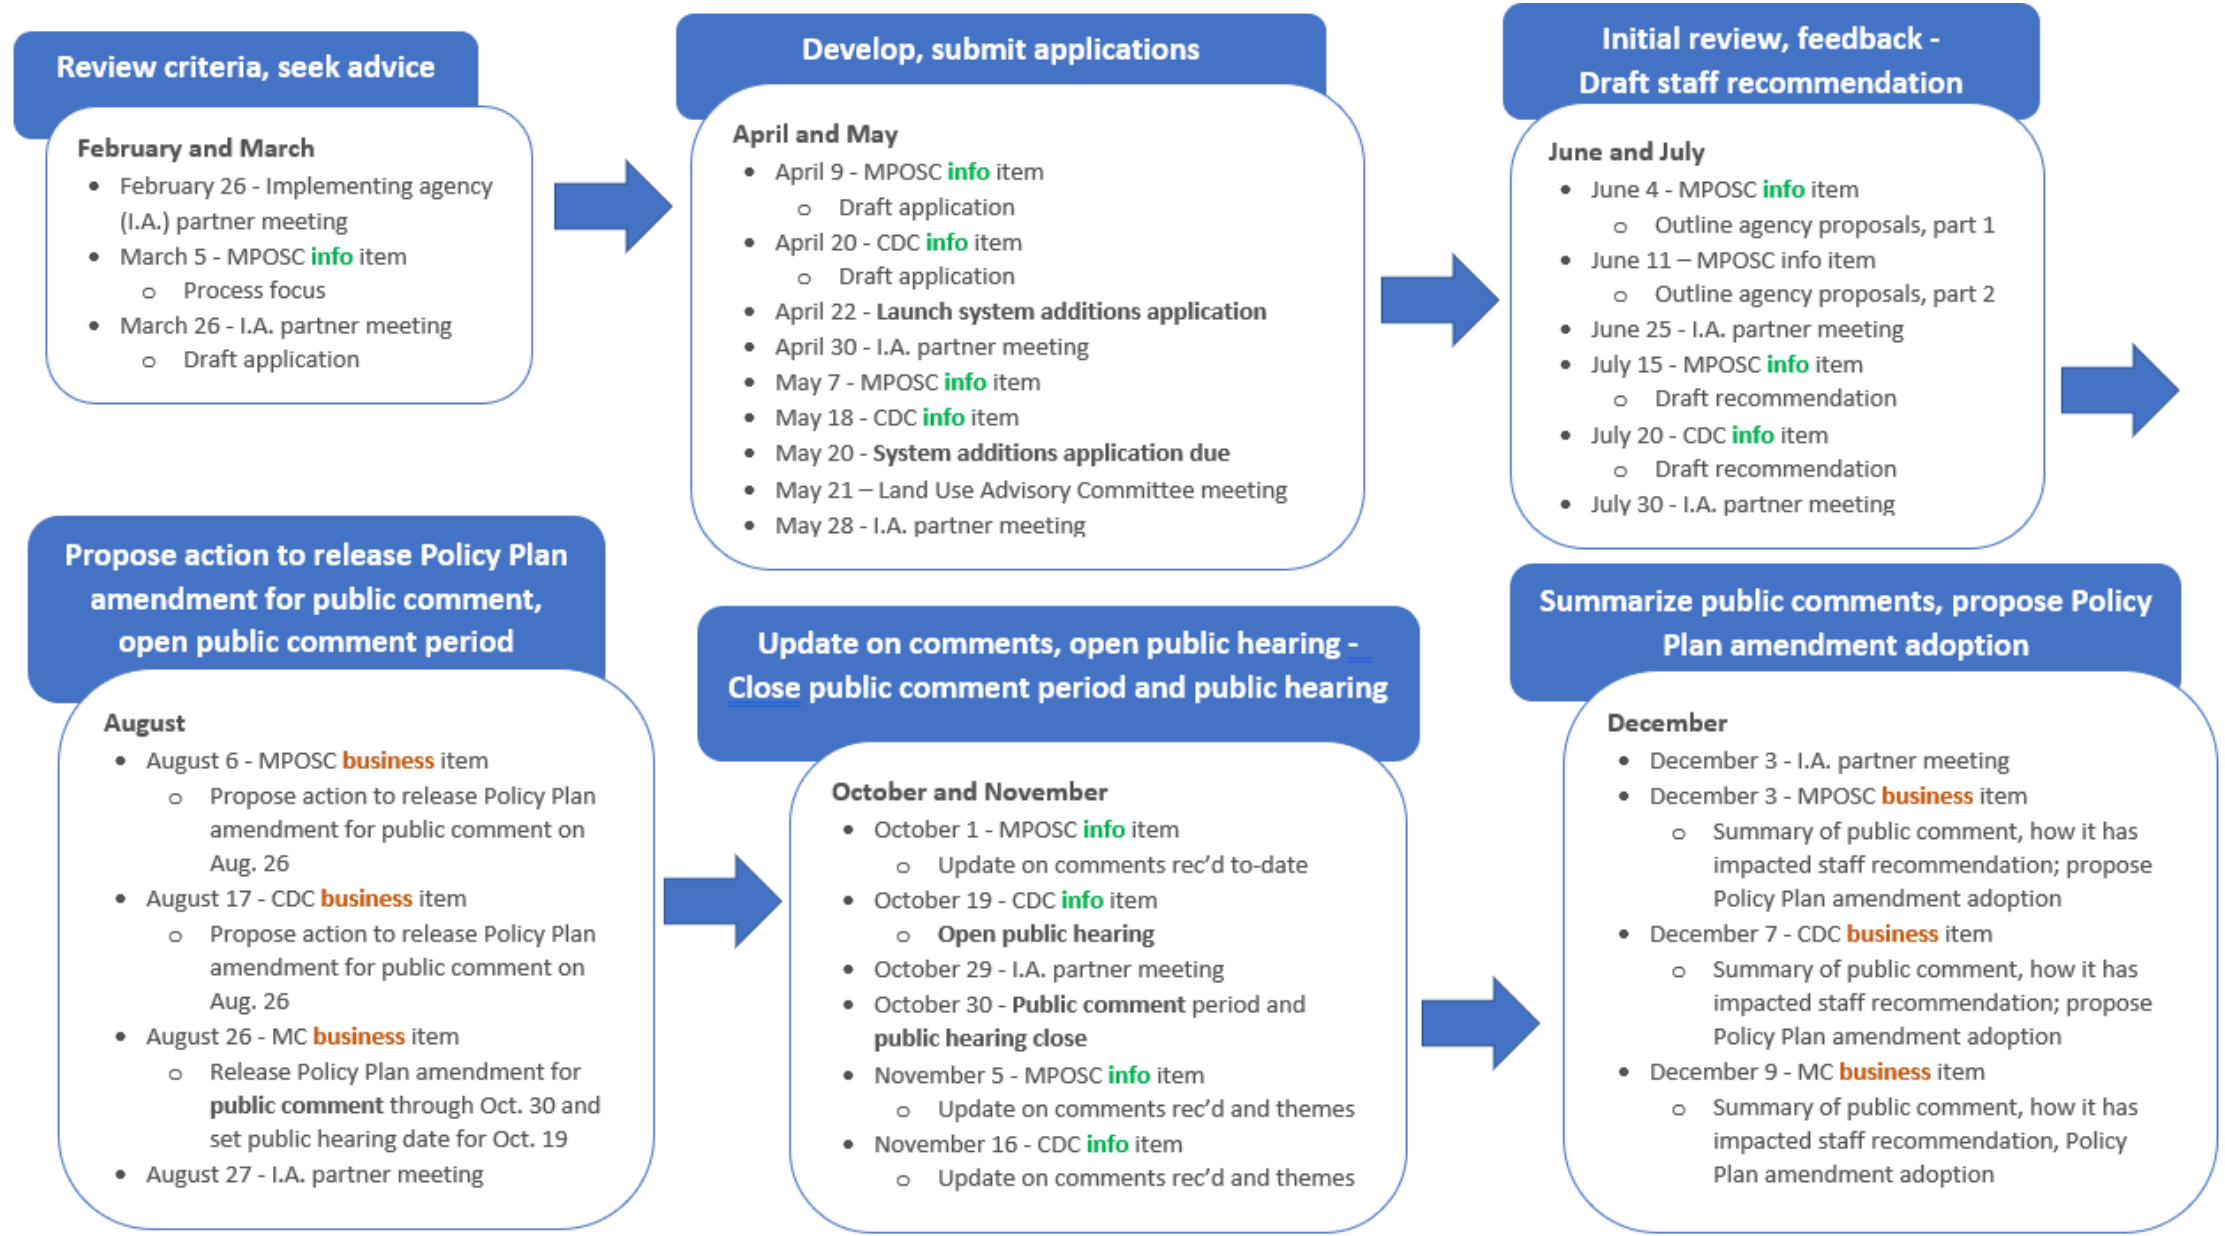 Review criteria, seek advice
February and March
• February 26 - Implementing agency
(I.A.) partner meeting
• March 5 - MPOSC info item
o Process focus
• March 26 - I.A. partner meeting
o Draft application
Develop, submit applications
April and May
• April 9 - MPOSC info item
o Draft application
• April 20 - CDC info item
o Draft application
• April 22 - Launch system additions application
• April 30 - I.A. partner meeting
• May 7 - MPOSC info item
• May 18 - CDC info item
• May 20 - System additions application due
• May 21 – Land Use Advisory Committee meeting
• May 28 - I.A. partner meeting
Initial review, feedback -
Draft staff recommendation
June and July
• June 4 - MPOSC info item
o Outline agency proposals, part 1
• June 11 – MPOSC info item
o Outline agency proposals, part 2
• June 25 - I.A. partner meeting
• July 15 - MPOSC info item
o Draft recommendation
• July 20 - CDC info item
o Draft recommendation
• July 30 - I.A. partner meeting
Propose action to release Policy Plan
amendment for public comment,
open public comment period
August
• August 6 - MPOSC business item
o Propose action to release Policy Plan
amendment for public comment on
Aug. 26
• August 17 - CDC business item
o Propose action to release Policy Plan
amendment for public comment on
Aug. 26
• August 26 - MC business item
o Release Policy Plan amendment for
public comment through Oct. 30 and
set public hearing date for Oct. 19
• August 27 - I.A. partner meeting
Update on comments, open public hearing -
Close public comment period and public hearing
October and November
• October 1 - MPOSC info item
o Update on comments rec’d to-date
• October 19 - CDC info item
o Open public hearing
• October 29 - I.A. partner meeting
• October 30 - Public comment period and
public hearing close
• November 5 - MPOSC info item
o Update on comments rec’d and themes
• November 16 - CDC info item
o Update on comments rec’d and themes
Summarize public comments, propose Policy
Plan amendment adoption
December
• December 3 - I.A. partner meeting
• December 3 - MPOSC business item
o Summary of public comment, how it has
impacted staff recommendation; propose
Policy Plan amendment adoption
• December 7 - CDC business item
o Summary of public comment, how it has
impacted staff recommendation; propose
Policy Plan amendment adoption
• December 9 - MC business item
o Summary of public comment, how it has
impacted staff recommendation, Policy
Plan amendment adoption